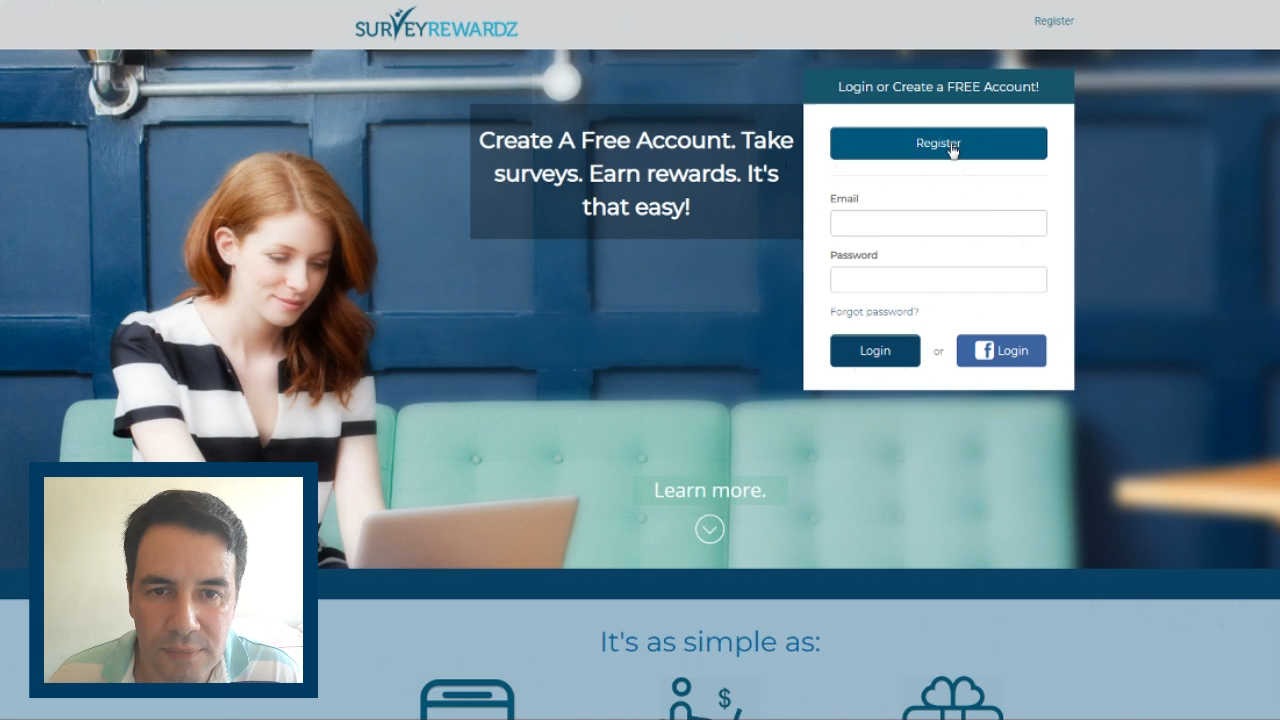 SURVEYREWARDZ
Register
Login or Create a FREE Account!
Create A Free Account. Take
surveys. Earn rewards. It's
that easy!
Register
Email
Password
Forgot password?
Login
or
f Login
Learn more.
It's as simple as:
$